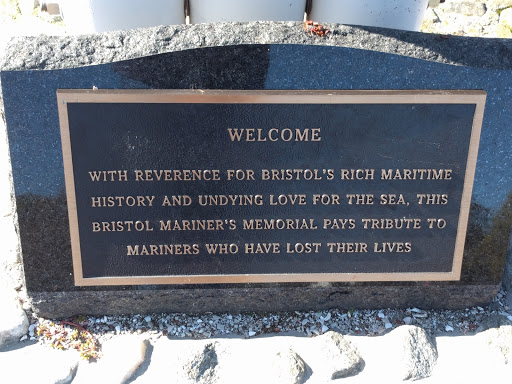 WELCOME
WITH REVERENCE FOR BRISTOL'S RICH MARITIME
HISTORY AND UNDYING LOVE FOR THE SEA, THIS
BRISTOL MARINER'S MEMORIAL PAYS TRIBUTE TO
MARINERS WHO HAVE LOST THEIR LIVES